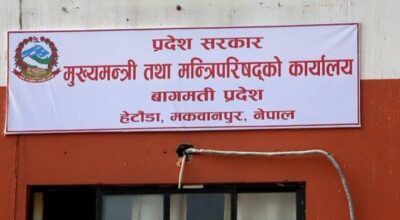 प्रदेश सरकार
मुख्यमन्त्री तथा मन्त्रिपरिषद्को कार्यालय
बागमती प्रदेश
हेटौंडा, मकवानपुर, नेपाल